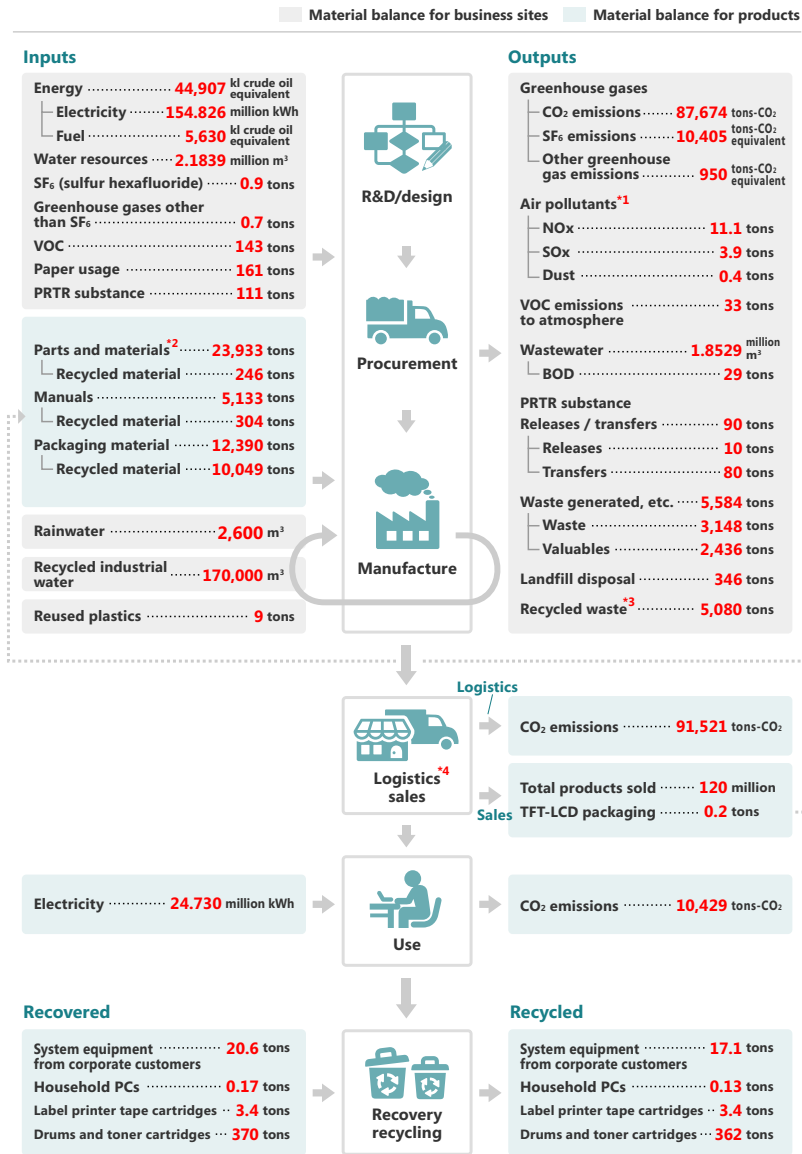 Material balance for business sites Material balance for products
Inputs
Energy 44,907 kl crude oil equivalent
Electricity 154.826 million kWh
Fuel 5,630 kl crude oil equivalent
Water resources 2.1839 million m³
SF₆ (sulfur hexafluoride) 0.9 tons
Greenhouse gases other
than SF₆ 0.7 tons
VOC 143 tons
Paper usage 161 tons
PRTR substance 111 tons
Parts and materials*2 23,933 tons
Recycled material 246 tons
Manuals 5,133 tons
Recycled material 304 tons
Packaging material 12,390 tons
Recycled material 10,049 tons
Rainwater 2,600 m³
Recycled industrial
water 170,000 m³
Reused plastics 9 tons
R&D/design
Procurement
Manufacture
Outputs
Greenhouse gases
CO₂ emissions 87,674 tons-CO₂
SF₆ emissions 10,405 tons-CO₂ equivalent
Other greenhouse
gas emissions 950 tons-CO₂ equivalent
Air pollutants*1
NOx 11.1 tons
SOx 3.9 tons
Dust 0.4 tons
VOC emissions 33 tons
to atmosphere
Wastewater 1.8529 million m³
BOD 29 tons
PRTR substance
Releases / transfers 90 tons
Releases 10 tons
Transfers 80 tons
Waste generated, etc. 5,584 tons
Waste 3,148 tons
Valuables 2,436 tons
Landfill disposal 346 tons
Recycled waste*3 5,080 tons
Logistics
Logistics*4
sales
Sales
CO₂ emissions 91,521 tons-CO₂
Total products sold 120 million
TFT-LCD packaging 0.2 tons
Electricity 24.730 million kWh
Use
CO₂ emissions 10,429 tons-CO₂
Recovered
System equipment 20.6 tons
from corporate customers
Household PCs 0.17 tons
Label printer tape cartridges 3.4 tons
Drums and toner cartridges 370 tons
Recovery
recycling
Recycled
System equipment 17.1 tons
from corporate customers
Household PCs 0.13 tons
Label printer tape cartridges 3.4 tons
Drums and toner cartridges 362 tons